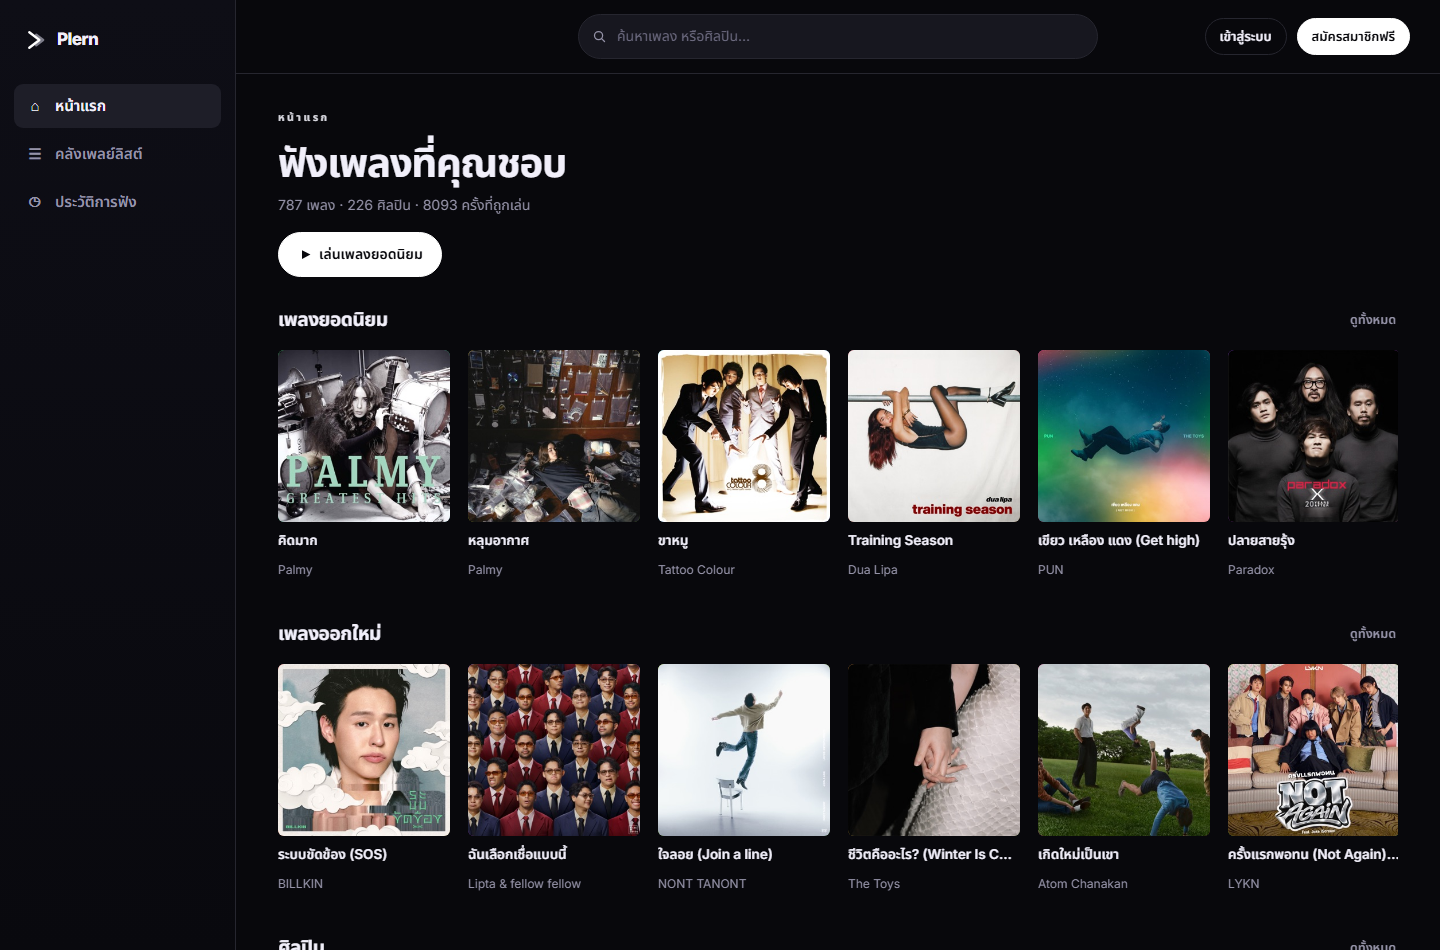 Plern
ค้นหาเพลง หรือศิลปิน...
เข้าสู่ระบบ
สมัครสมาชิกฟรี
หน้าแรก
คลังเพลย์ลิสต์
ประวัติการฟัง
หน้าแรก
ฟังเพลงที่คุณชอบ
787 เพลง · 226 ศิลปิน · 8093 ครั้งที่ถูกเล่น
เล่นเพลงยอดนิยม
เพลงยอดนิยม
ดูทั้งหมด
PALMY
GREATEST HITS
tattoo COLOUR 8
dua lipa
training season
PUN
THE TOYS
paradox
X
คิดมาก
Palmy
หลุมอากาศ
Palmy
ขาหมู
Tattoo Colour
Training Season
Dua Lipa
เขียว เหลือง แดง (Get high)
PUN
ปลายสายรุ้ง
Paradox
เพลงออกใหม่
ดูทั้งหมด
LYKN
NOT
AGAIN
ระบบขัดข้อง (SOS)
BILLKIN
ฉันเลือกเชื่อแบบนี้
Lipta & fellow fellow
ใจลอย (Join a line)
NONT TANONT
ชีวิตคืออะไร? (Winter Is C...
The Toys
เกิดใหม่เป็นเขา
Atom Chanakan
ครั้งแรกพอทน (Not Again)...
LYKN
ศิลปิน
ดูทั้งหมด